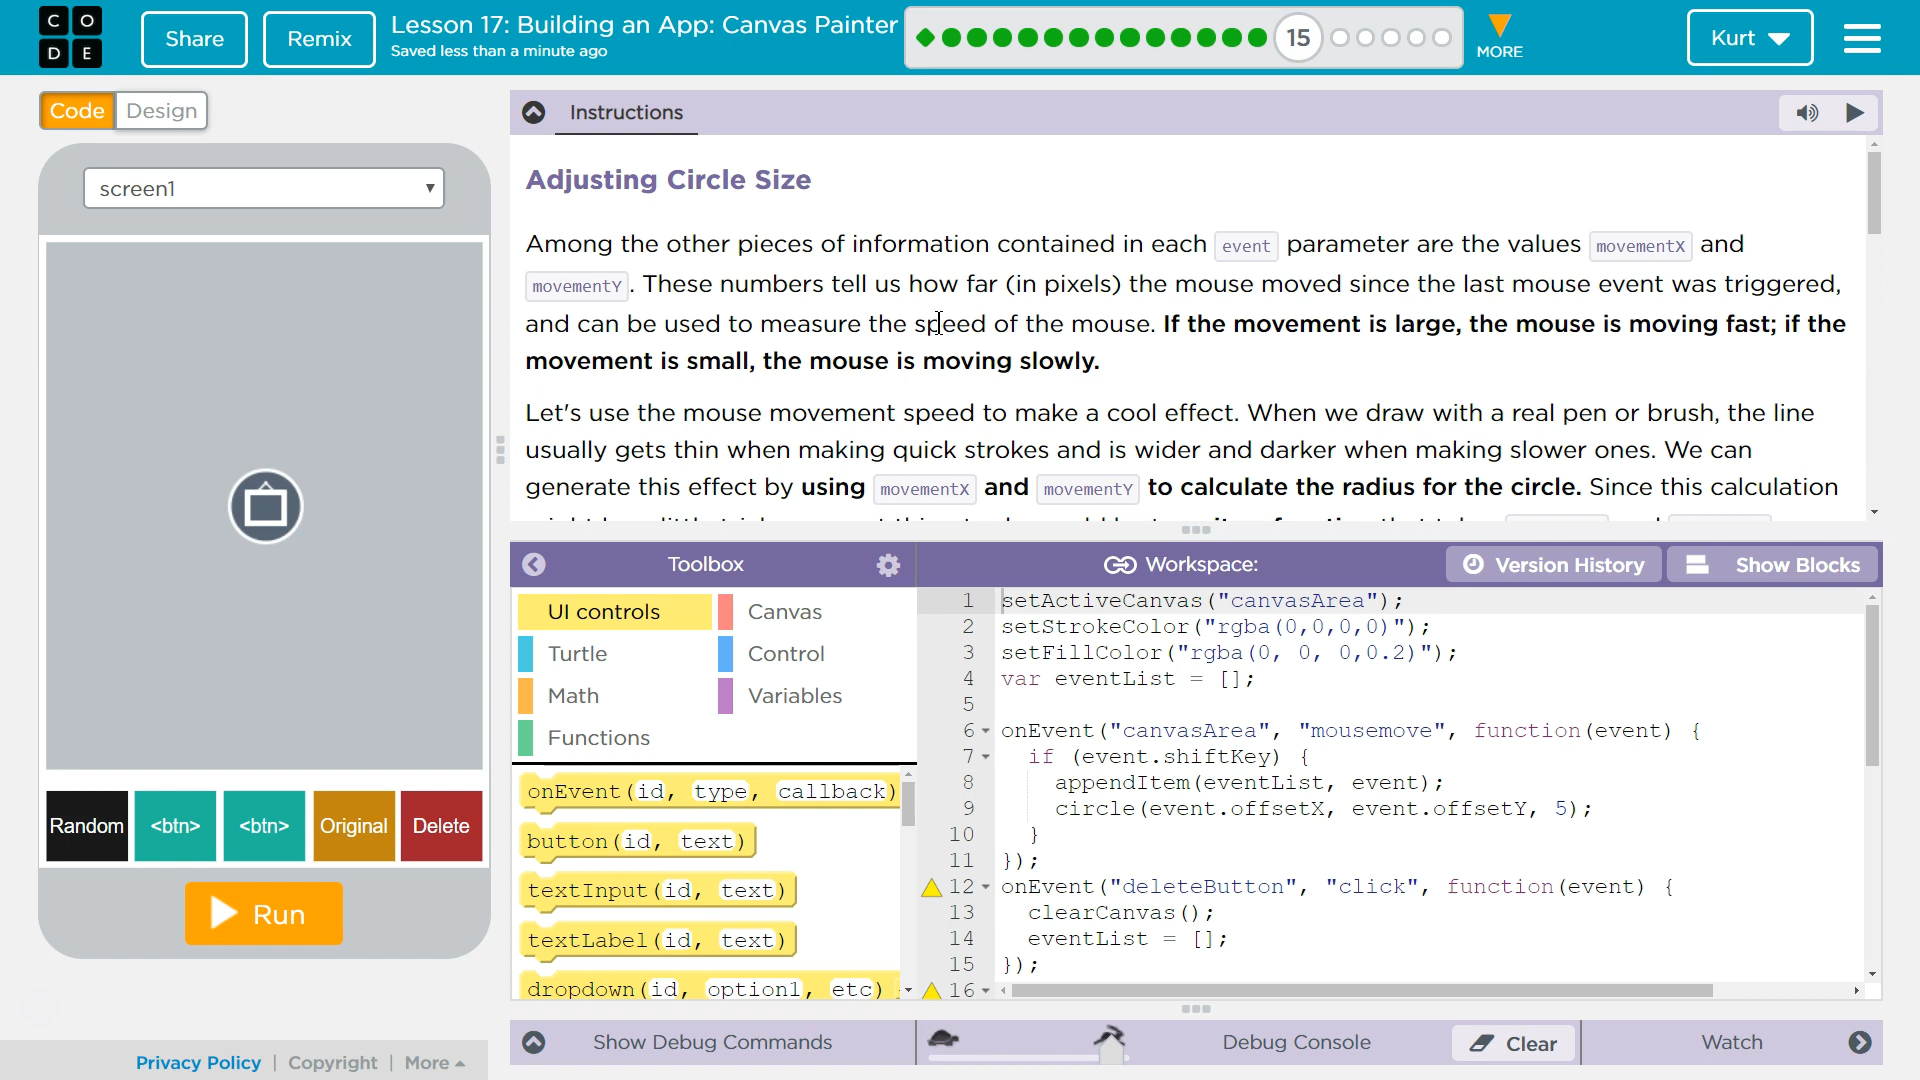 C O
D E
Share
Remix
Lesson 17: Building an App: Canvas Painter
Saved less than a minute ago
15
MORE
Kurt
Code
Design
screen1
Random
<btn>
<btn>
Original
Delete
Run
Privacy Policy | Copyright | More
Instructions
Adjusting Circle Size
Among the other pieces of information contained in each event parameter are the values movementX and
movementY . These numbers tell us how far (in pixels) the mouse moved since the last mouse event was triggered,
and can be used to measure the speed of the mouse. If the movement is large, the mouse is moving fast; if the
movement is small, the mouse is moving slowly.
Let's use the mouse movement speed to make a cool effect. When we draw with a real pen or brush, the line
usually gets thin when making quick strokes and is wider and darker when making slower ones. We can
generate this effect by using movementX and movementY to calculate the radius for the circle. Since this calculation
Toolbox
UI controls
Canvas
Turtle
Control
Math
Variables
Functions
onEvent(id, type, callback)
button(id, text)
textInput(id, text)
textLabel(id, text)
dropdown(id, option1, etc)
Workspace:
Version History
Show Blocks
1 setActiveCanvas("canvasArea");
2 setStrokeColor("rgba(0,0,0,0)");
3 setFillColor("rgba(0, 0, 0,0.2)");
4 var eventList = [];
5
6 onEvent("canvasArea", "mousemove", function(event) {
7 if (event.shiftKey) {
8 appendItem(eventList, event);
9 circle(event.offsetX, event.offsetY, 5);
10 }
11 });
12 onEvent("deleteButton", "click", function(event) {
13 clearCanvas();
14 eventList = [];
15 });
16
Show Debug Commands
Debug Console
Clear
Watch